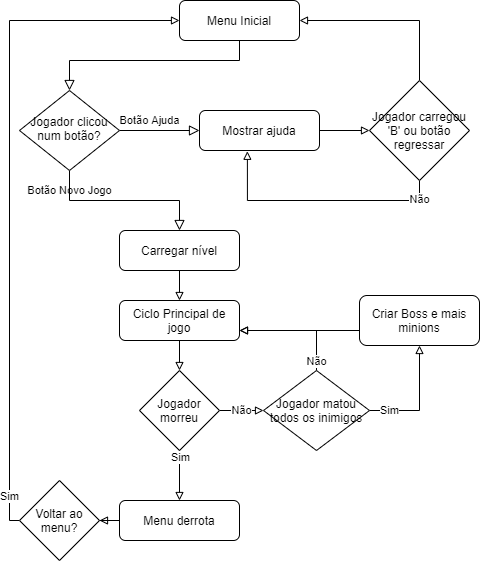 Menu Inicial
Jogador clicou
num botão?
Botão Ajuda
Mostrar ajuda
Jogador carregou
'B' ou botão
regressar
Não
Botão Novo Jogo
Carregar nível
Ciclo Principal de
jogo
Criar Boss e mais
minions
Não
Jogador
morreu
Não
Jogador matou
todos os inimigos
Sim
Sim
Sim
Voltar ao
menu?
Menu derrota